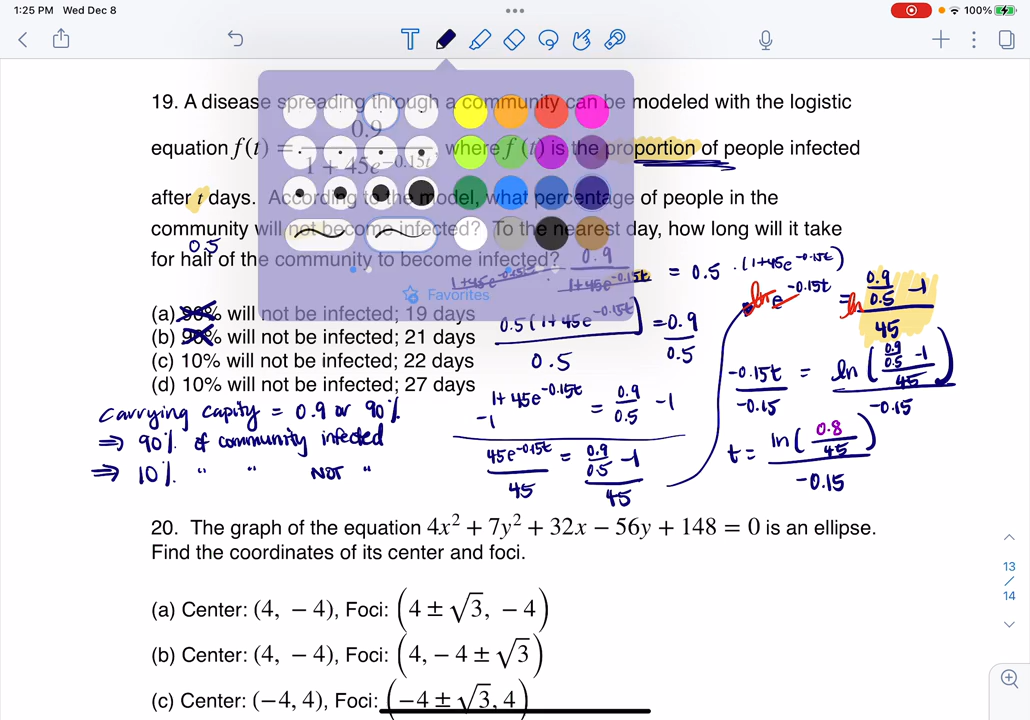 1:25 PM Wed Dec 8
100%
T
19. A disease spreading through a community can be modeled with the logistic
equation f(t) = 0.9 / 1 + 45e^-0.15t, where f(t) is the proportion of people infected
after t days. According to the model, what percentage of people in the
community will not become infected? To the nearest day, how long will it take
0.5
for half of the community to become infected?
Favorites
(a) 90% will not be infected; 19 days
(b) 90% will not be infected; 21 days
(c) 10% will not be infected; 22 days
(d) 10% will not be infected; 27 days
carrying capity = 0.9 or 90%
⇒ 90% of community infected
⇒ 10% " " NOT "
1+45e^-0.15t · 0.9 / 1+45e^-0.15t = 0.5 · (1+45e^-0.15t)
0.5(1+45e^-0.15t) / 0.5 = 0.9 / 0.5
1+45e^-0.15t -1 = 0.9/0.5 -1
45e^-0.15t / 45 = 0.9/0.5 -1 / 45
ln e^-0.15t = ln 0.9/0.5 -1 / 45
-0.15t / -0.15 = ln (0.9/0.5 -1 / 45) / -0.15
t = ln(0.8/45) / -0.15
20. The graph of the equation 4x² + 7y² + 32x − 56y + 148 = 0 is an ellipse.
Find the coordinates of its center and foci.
(a) Center: (4, − 4), Foci: (4 ± √3, − 4)
(b) Center: (4, − 4), Foci: (4, − 4 ± √3)
(c) Center: (−4, 4), Foci: (−4 ± √3, 4)
13
/
14